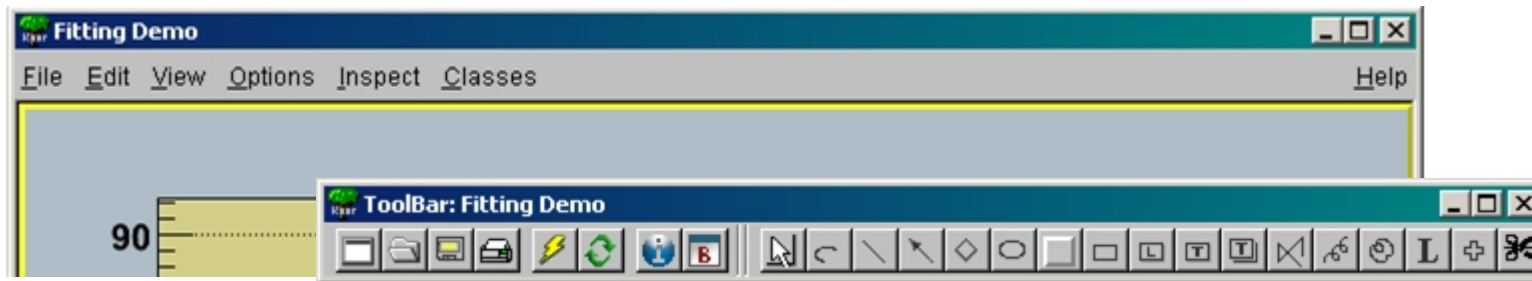 Fitting Demo
File Edit View Options Inspect Classes Help
ToolBar: Fitting Demo
90
B L T T L